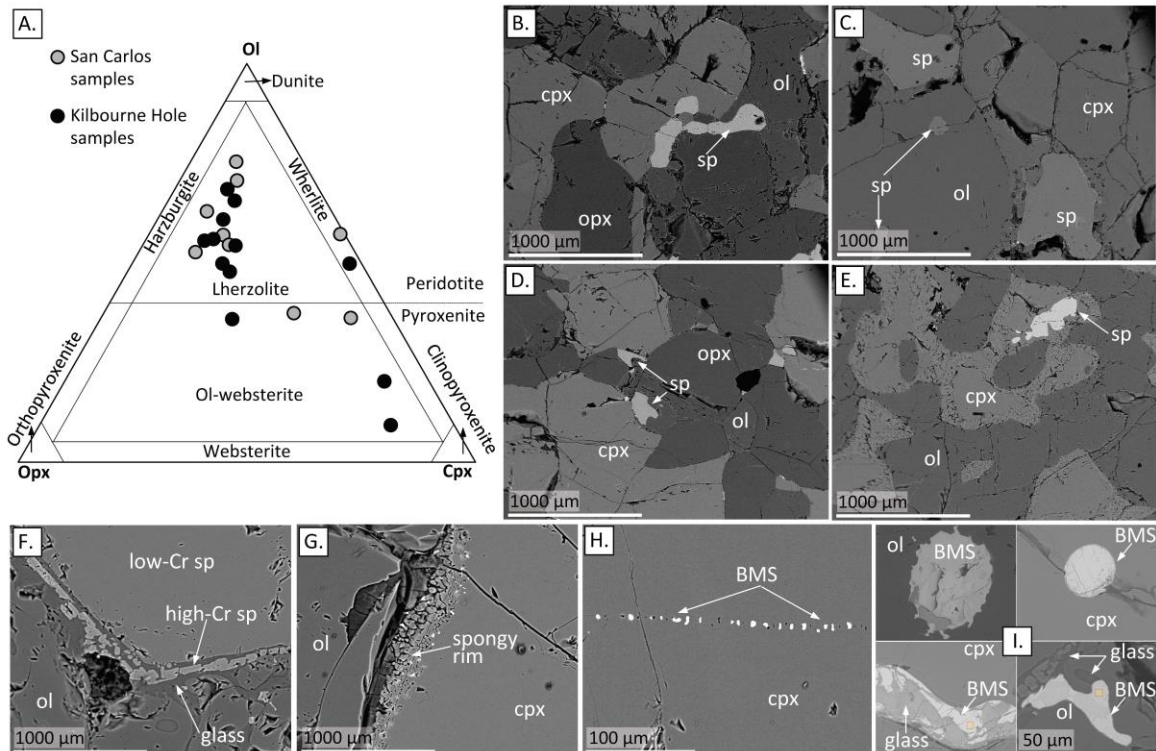 A.
San Carlos
samples
Kilbourne Hole
samples
Ol
Dunite
Harzburgite
Wherlite
Lherzolite
Peridotite
Pyroxenite
Orthopyroxenite
Clinopyroxenite
Ol-websterite
Websterite
Opx
Cpx
B.
cpx
ol
sp
opx
1000 µm
C.
sp
cpx
sp
ol
sp
1000 µm
D.
opx
sp
ol
cpx
1000 µm
E.
sp
cpx
ol
1000 µm
F.
low-Cr sp
high-Cr sp
ol
glass
1000 µm
G.
ol
spongy
rim
cpx
1000 µm
H.
BMS
cpx
100 µm
ol
BMS
BMS
cpx
I.
cpx
BMS
glass
glass
BMS
ol
50 µm